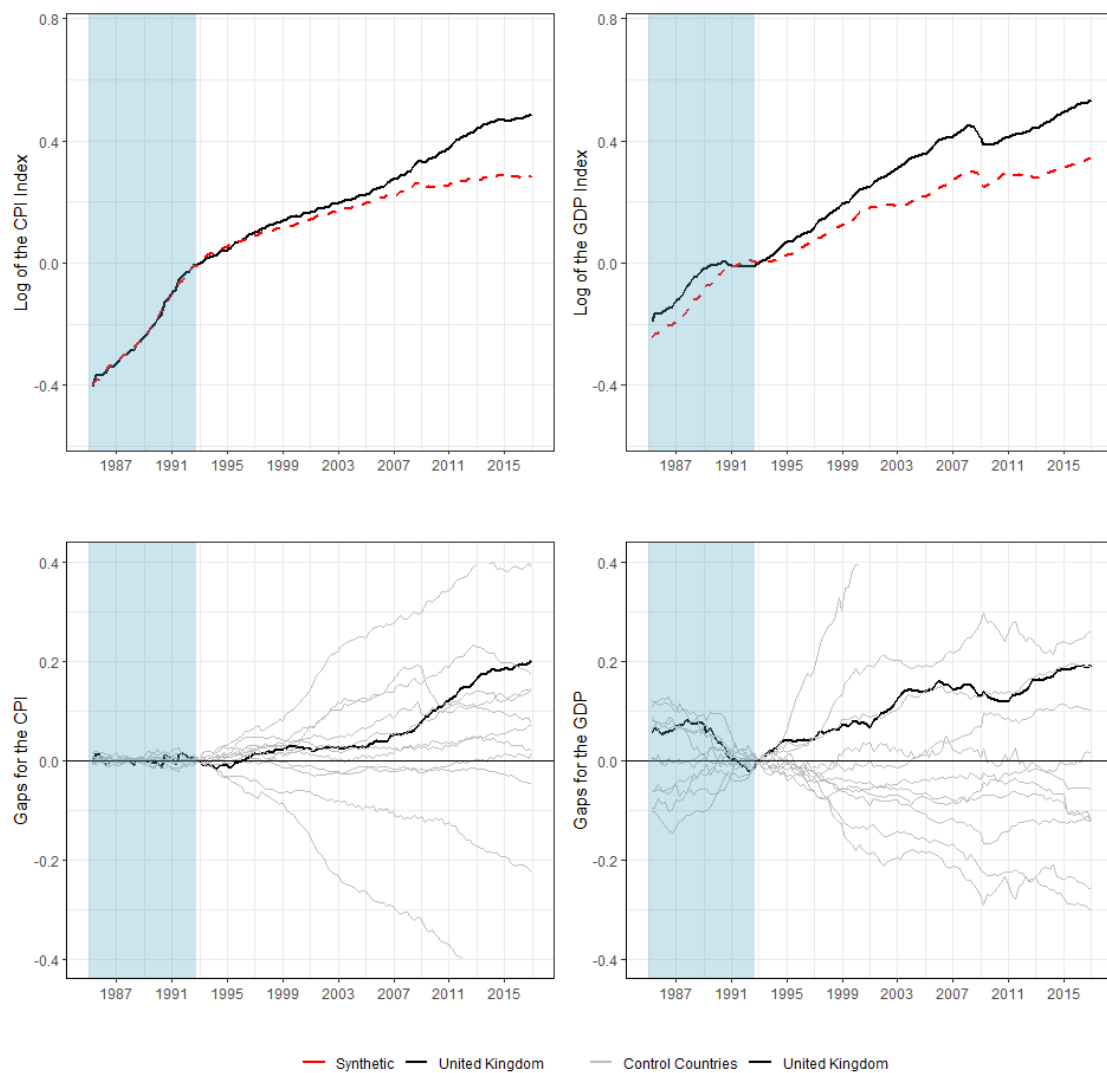 0.8
0.4
0.0
-0.4
Log of the CPI Index
1987 1991 1995 1999 2003 2007 2011 2015
0.8
0.4
0.0
-0.4
Log of the GDP Index
1987 1991 1995 1999 2003 2007 2011 2015
0.4
0.2
0.0
-0.2
-0.4
Gaps for the CPI
1987 1991 1995 1999 2003 2007 2011 2015
0.4
0.2
0.0
-0.2
-0.4
Gaps for the GDP
1987 1991 1995 1999 2003 2007 2011 2015
Synthetic United Kingdom Control Countries United Kingdom